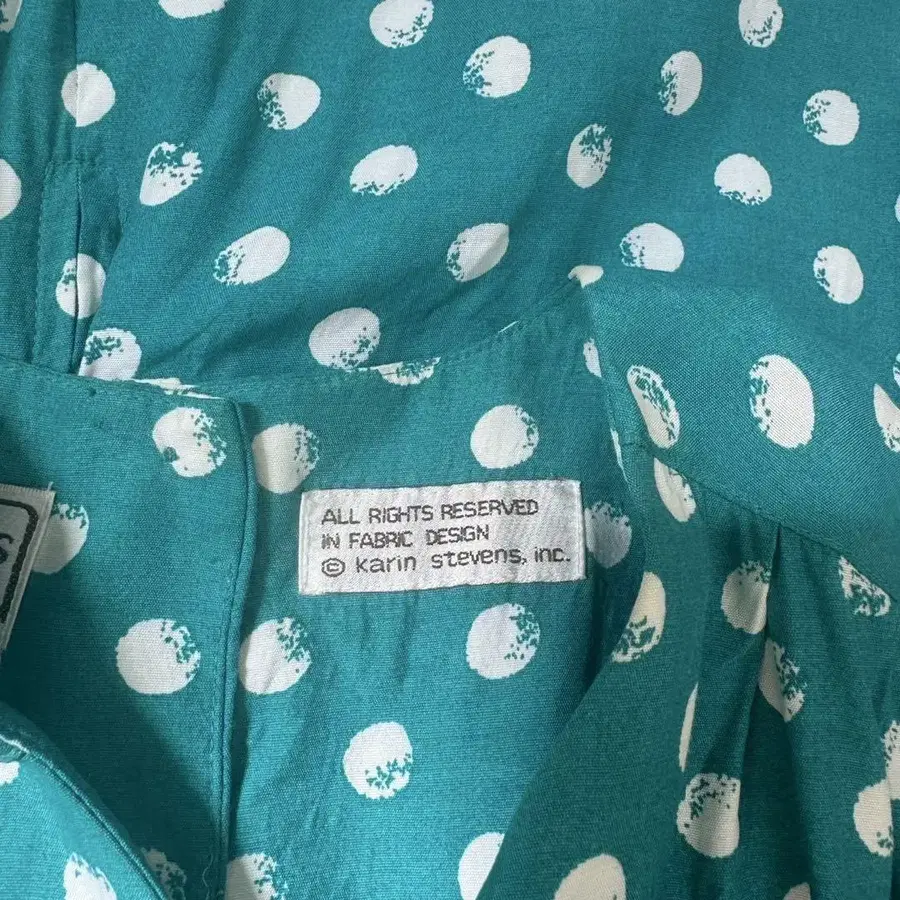 ALL RIGHTS RESERVED
IN FABRIC DESIGN
© karin stevens, inc.